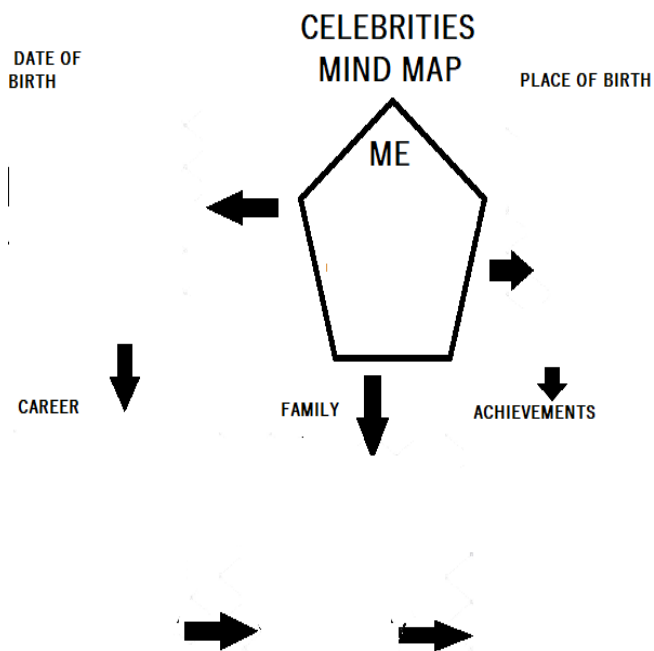 CELEBRITIES
MIND MAP
DATE OF
BIRTH
PLACE OF BIRTH
ME
CAREER
FAMILY
ACHIEVEMENTS